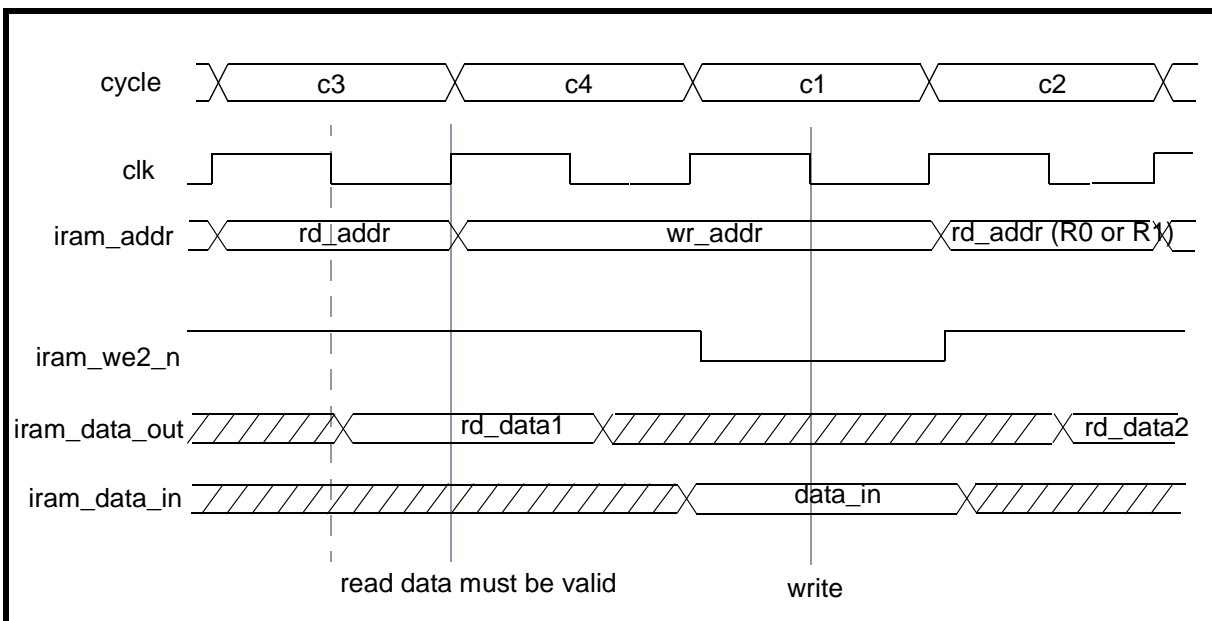 cycle c3 c4 c1 c2
clk
iram_addr rd_addr wr_addr rd_addr (R0 or R1)
iram_we2_n
iram_data_out rd_data1 rd_data2
iram_data_in data_in
read data must be valid write